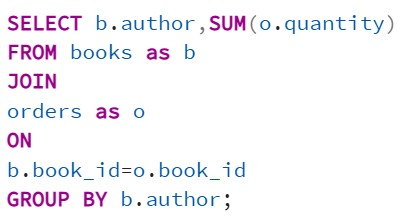 SELECT b.author,SUM(o.quantity)
FROM books as b
JOIN
orders as o
ON
b.book_id=o.book_id
GROUP BY b.author;